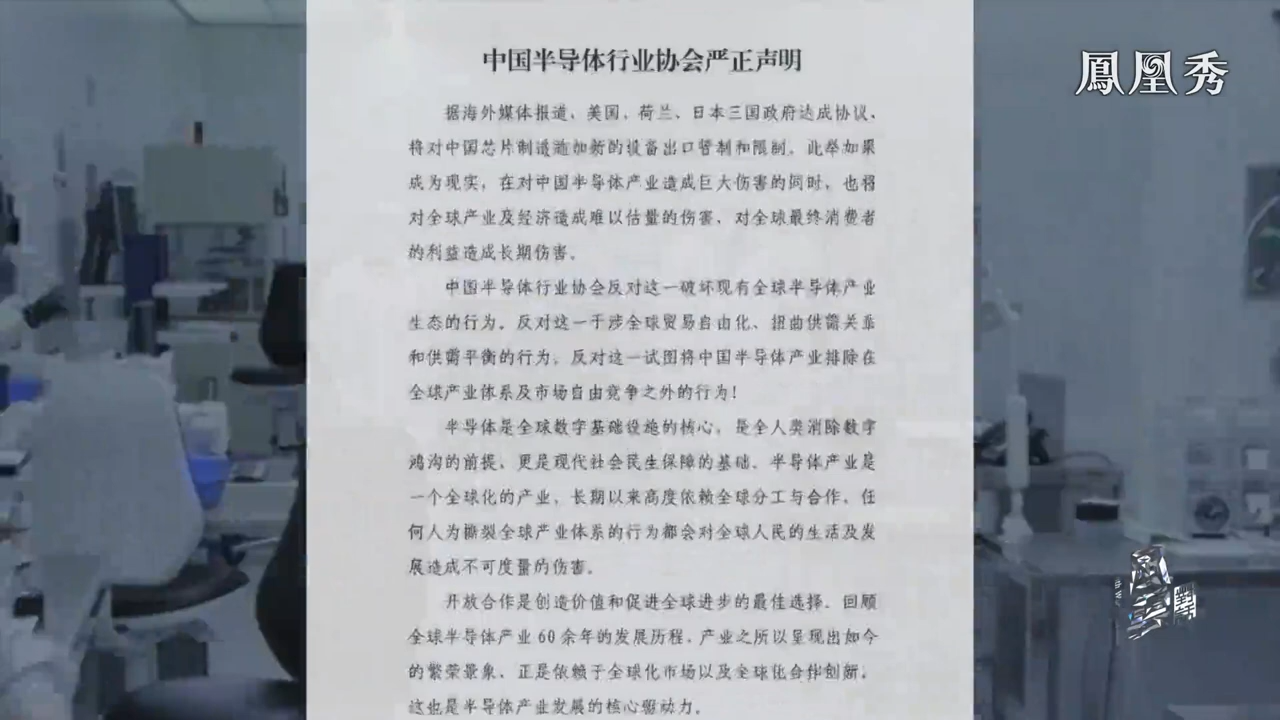 中国半导体行业协会严正声明
鳳凰秀
据海外媒体报道、美国、荷兰、日本三国政府达成协议、
将对中国芯片制造施加新的设备出口管制和限制。此举如果
成为现实,在对中国半导体产业造成巨大伤害的同时,也将
对全球产业及经济造成难以估量的伤害,对全球最终消费者
的利益造成长期伤害。
中国半导体行业协会反对这一破坏现有全球半导体产业
生态的行为,反对这一干涉全球贸易自由化、扭曲供需关系
和供需平衡的行为,反对这一试图将中国半导体产业排除在
全球产业体系及市场自由竞争之外的行为!
半导体是全球数字基础设施的核心,是全人类消除数字
鸿沟的前提,更是现代社会民生保障的基础。半导体产业是
一个全球化的产业,长期以来高度依赖全球分工与合作,任
何人为撕裂全球产业体系的行为都会对全球人民的生活及发
展造成不可度量的伤害。
开放合作是创造价值和促进全球进步的最佳选择。回顾
全球半导体产业60余年的发展历程,产业之所以呈现出如今
的繁荣景象,正是依赖于全球化市场以及全球化合作创新,
这也是半导体产业发展的核心驱动力。